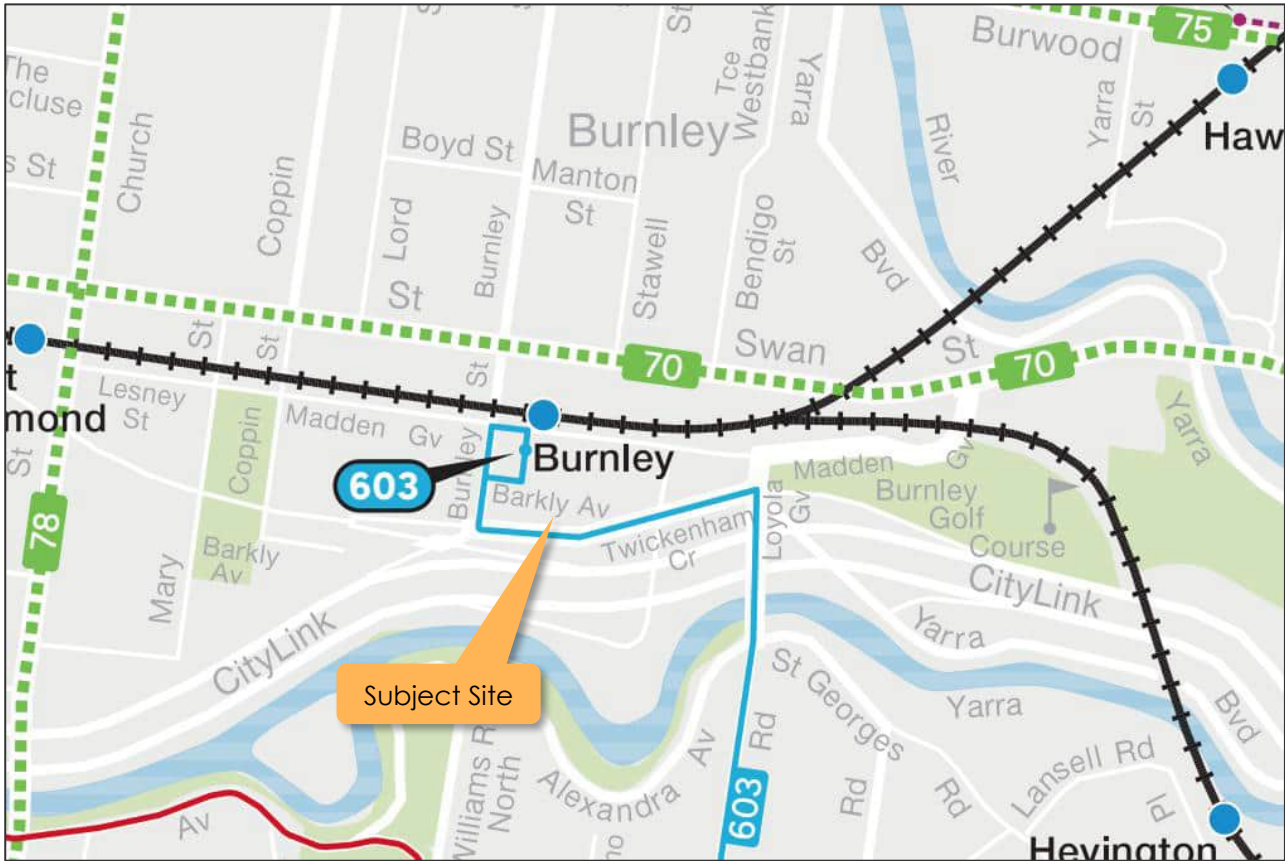 75
Burwood
The
cluse
Church
Coppin
s St
Boyd St
Burnley
Tce
Westbank
Yarra
River
Yarra
St
Haw
Manton
St
Lord
St
Burnley
Stawell
Bendigo
St
Bvd
Swan
St
70
70
St
St
St
t
mond
Lesney
St
Coppin
Madden
Gv
Burnley
Burnley
603
Barkly Av
Madden
Gv
Yarra
Burnley
Golf
Course
St
78
Mary
Barkly
Av
Twickenham
Cr
Loyola
Gv
CityLink
CityLink
Yarra
Subject Site
St Georges
Rd
Yarra
Bvd
Williams R
North
Alexandra
Av
Rd
603
Rd
Lansell Rd
Pl
Av
no
Heyington